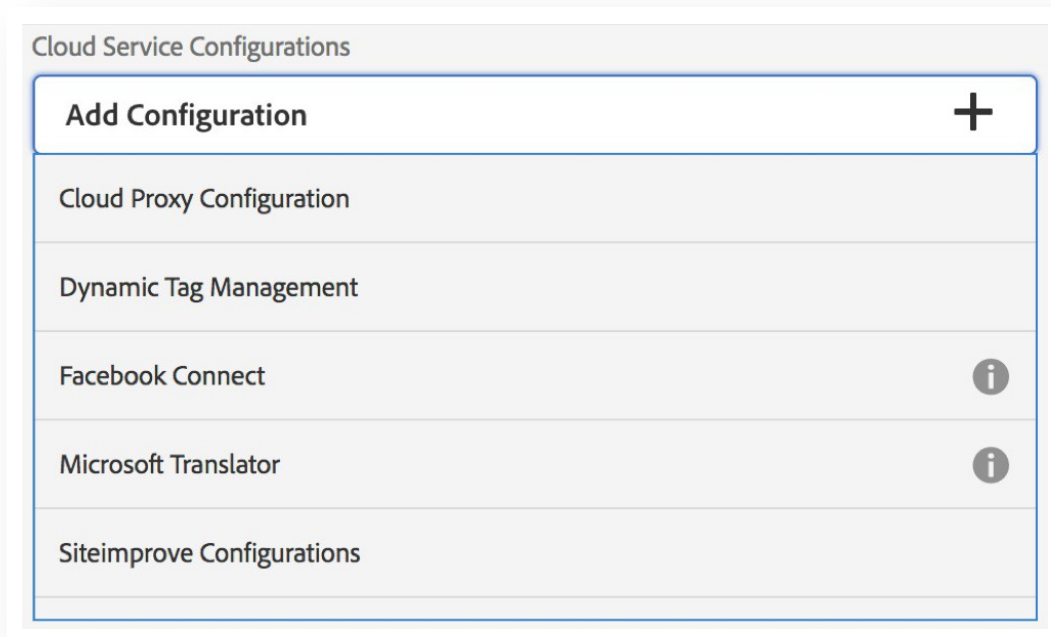 Cloud Service Configurations
Add Configuration
Cloud Proxy Configuration
Dynamic Tag Management
Facebook Connect
Microsoft Translator
Siteimprove Configurations